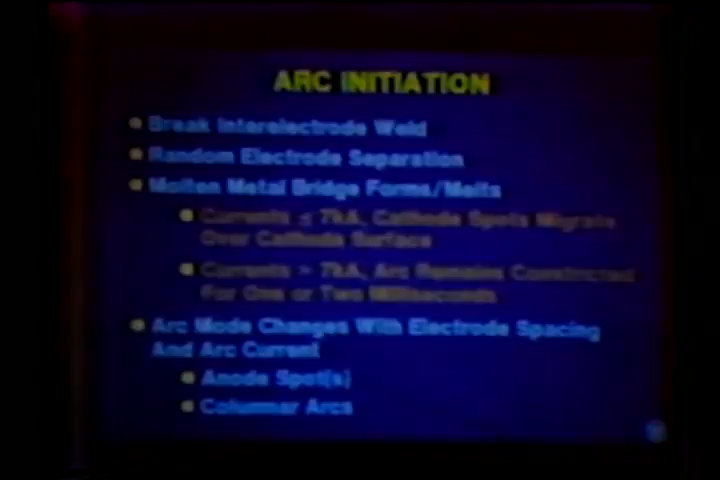 ARC INITIATION
Break Interelectrode Weld
Random Electrode Separation
Molten Metal Bridge Forms/Melts
Currents ≤ 7kA, Cathode Spots Migrate
Over Cathode Surface
Currents > 7kA, Arc Remains Constricted
For One or Two Milliseconds
Arc Mode Changes With Electrode Spacing
And Arc Current
Anode Spot(s)
Columnar Arcs